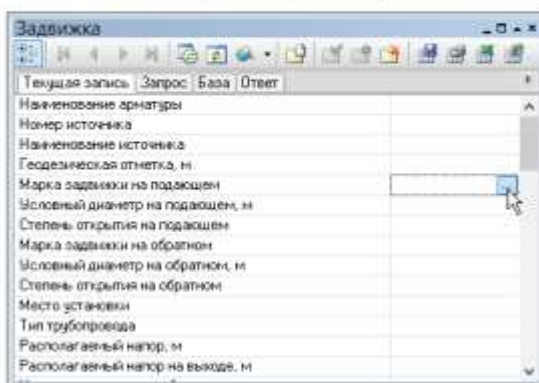 Задвижка
Текущая запись Запрос База Ответ
Наименование арматуры
Номер источника
Наименование источника
Геодезическая отметка, м
Марка задвижки на подающем
Условный диаметр на подающем, м
Степень открытия на подающем
Марка задвижки на обратном
Условный диаметр на обратном, м
Степень открытия на обратном
Место установки
Тип трубопровода
Располагаемый напор, м
Располагаемый напор на выходе, м